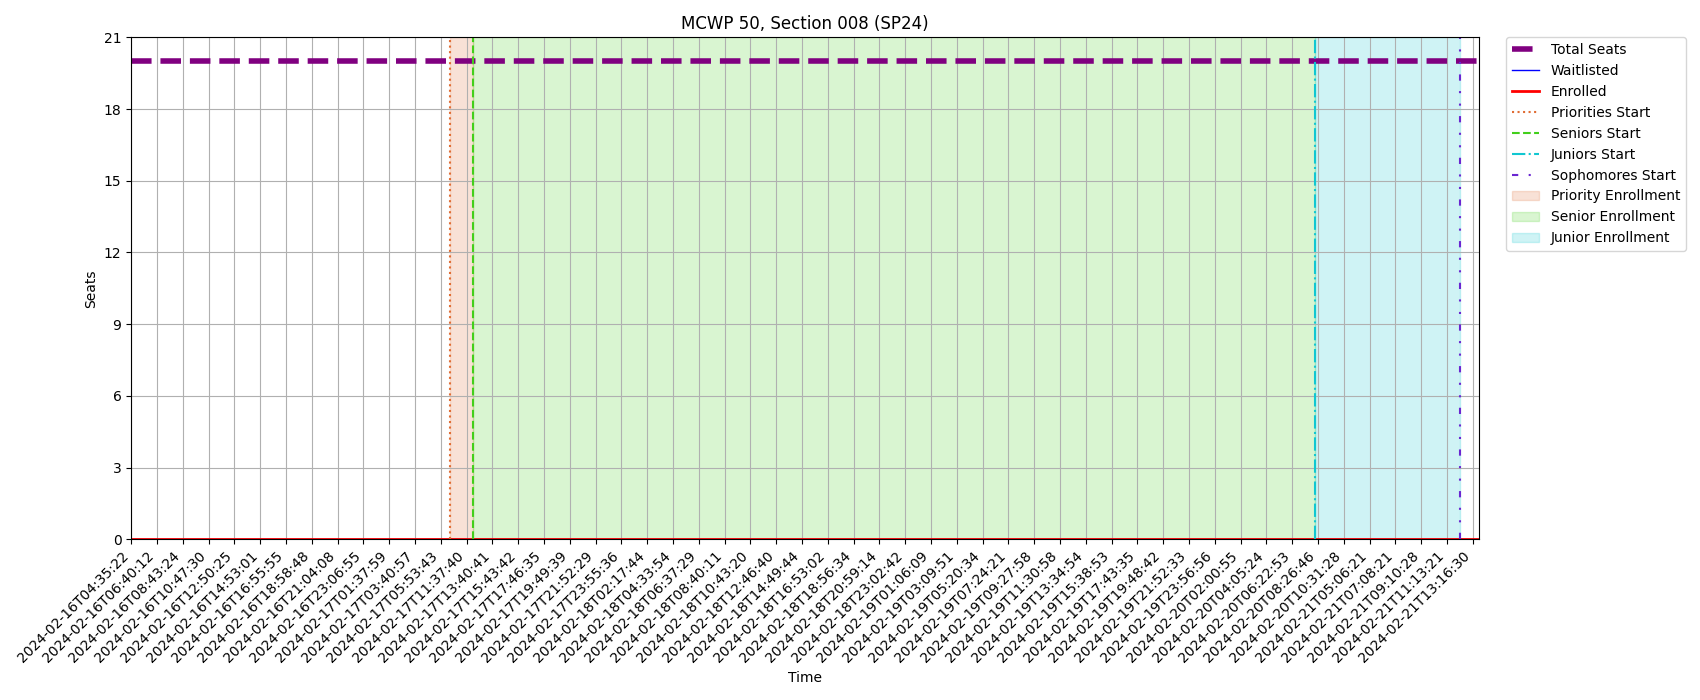 MCWP 50, Section 008 (SP24)
21
18
15
12
9
6
3
0
Seats
Total Seats
Waitlisted
Enrolled
Priorities Start
Seniors Start
Juniors Start
Sophomores Start
Priority Enrollment
Senior Enrollment
Junior Enrollment
2024-02-16T04:35:22
2024-02-16T06:40:12
2024-02-16T08:43:24
2024-02-16T10:47:30
2024-02-16T12:50:25
2024-02-16T14:53:01
2024-02-16T16:55:55
2024-02-16T18:58:48
2024-02-16T21:04:08
2024-02-16T23:06:55
2024-02-17T01:37:59
2024-02-17T03:40:57
2024-02-17T05:53:43
2024-02-17T11:37:40
2024-02-17T13:40:41
2024-02-17T15:43:42
2024-02-17T17:46:35
2024-02-17T19:49:39
2024-02-17T21:52:29
2024-02-17T23:55:36
2024-02-18T02:17:44
2024-02-18T04:33:54
2024-02-18T06:37:29
2024-02-18T08:40:11
2024-02-18T10:43:20
2024-02-18T12:46:40
2024-02-18T14:49:44
2024-02-18T16:53:02
2024-02-18T18:56:34
2024-02-18T20:59:14
2024-02-18T23:02:42
2024-02-19T01:06:09
2024-02-19T03:09:51
2024-02-19T05:20:34
2024-02-19T07:24:21
2024-02-19T09:27:58
2024-02-19T11:30:58
2024-02-19T13:34:54
2024-02-19T15:38:53
2024-02-19T17:43:35
2024-02-19T19:48:42
2024-02-19T21:52:33
2024-02-19T23:56:56
2024-02-20T02:00:55
2024-02-20T04:05:24
2024-02-20T06:22:53
2024-02-20T08:26:46
2024-02-20T10:31:28
2024-02-21T05:06:21
2024-02-21T07:08:21
2024-02-21T09:10:28
2024-02-21T11:13:21
2024-02-21T13:16:30
Time